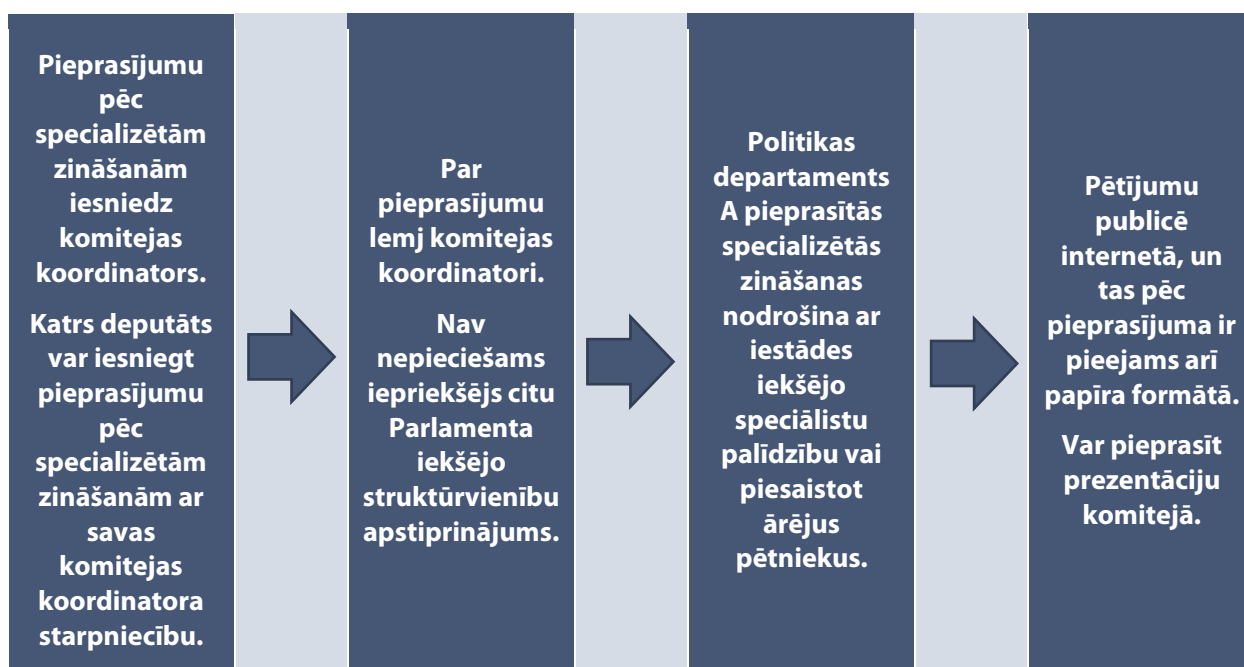 Pieprasījumu
pēc
specializētām
zināšanām
iesniedz
komitejas
koordinators.
Katrs deputāts
var iesniegt
pieprasījumu
pēc
specializētām
zināšanām ar
savas
komitejas
koordinatora
starpniecību.
Par
pieprasījumu
lemj komitejas
koordinatori.
Nav
nepieciešams
iepriekšējs citu
Parlamenta
iekšējo
struktūrvienību
apstiprinājums.
Politikas
departaments
A pieprasītās
specializētās
zināšanas
nodrošina ar
iestādes
iekšējo
speciālistu
palīdzību vai
piesaistot
ārējus
pētniekus.
Pētījumu
publicē
internetā, un
tas pēc
pieprasījuma ir
pieejams arī
papīra formātā.
Var pieprasīt
prezentāciju
komitejā.